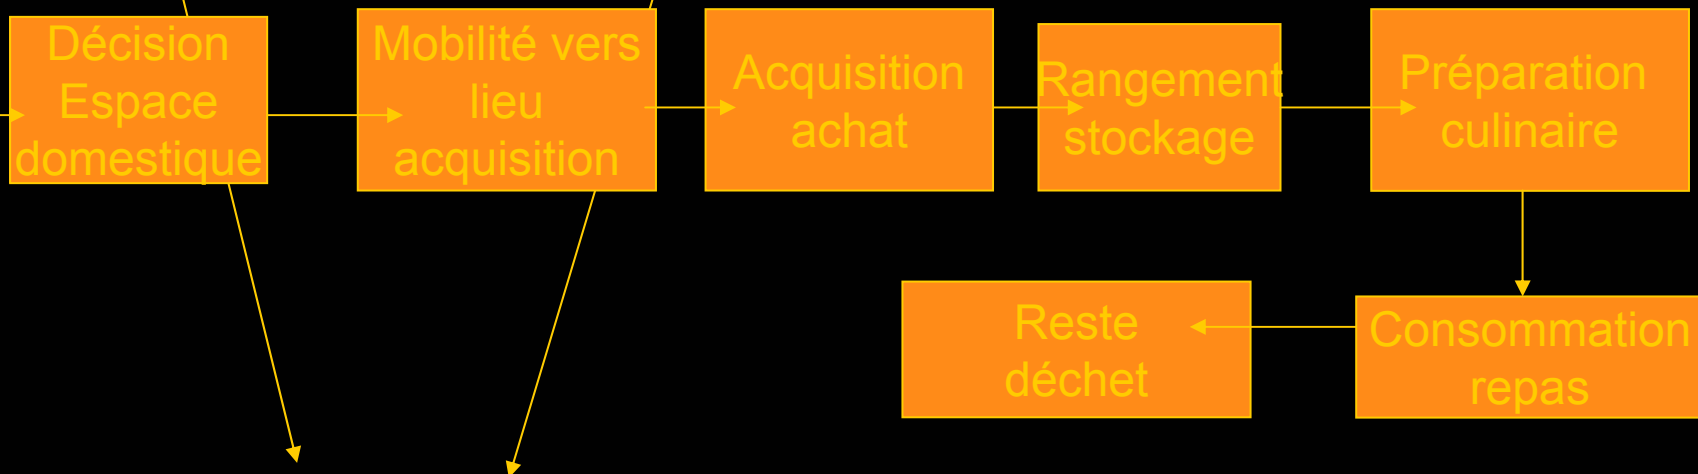 Décision
Espace
domestique
Mobilité vers
lieu
acquisition
Acquisition
achat
Rangement
stockage
Préparation
culinaire
Reste
déchet
Consommation
repas